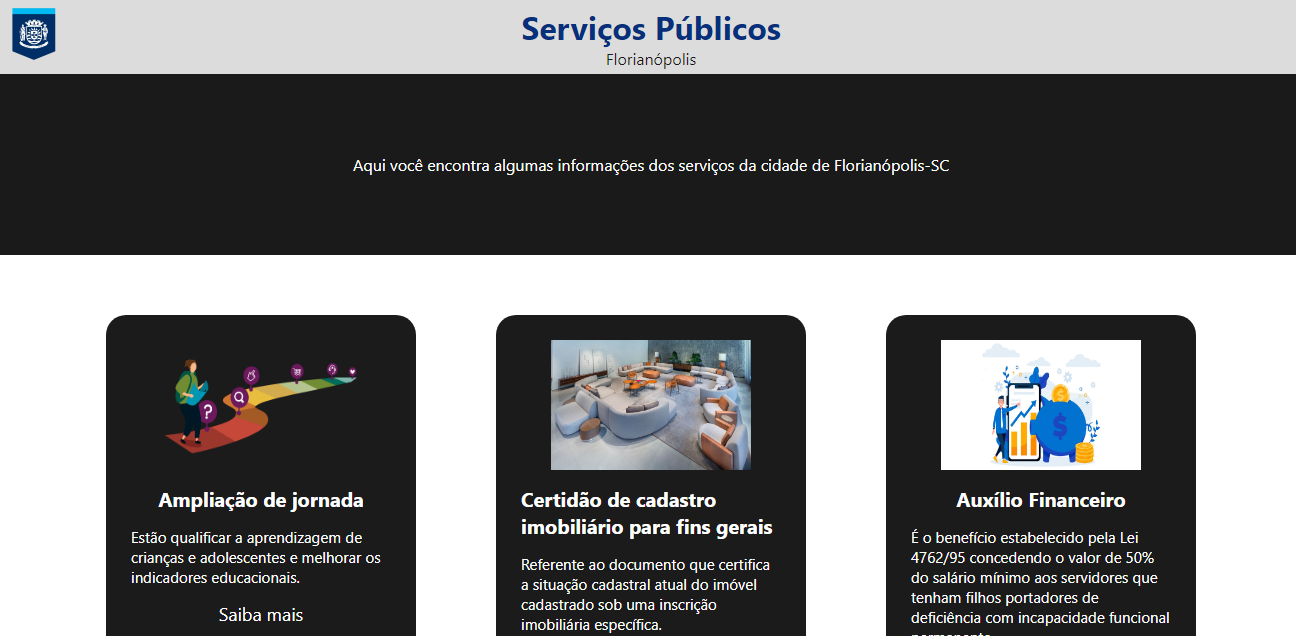 Serviços Públicos
Florianópolis
Aqui você encontra algumas informações dos serviços da cidade de Florianópolis-SC
Ampliação de jornada
Estão qualificar a aprendizagem de
crianças e adolescentes e melhorar os
indicadores educacionais.
Saiba mais
Certidão de cadastro
imobiliário para fins gerais
Referente ao documento que certifica
a situação cadastral atual do imóvel
cadastrado sob uma inscrição
imobiliária específica.
Auxílio Financeiro
É o benefício estabelecido pela Lei
4762/95 concedendo o valor de 50%
do salário mínimo aos servidores que
tenham filhos portadores de
deficiência com incapacidade funcional